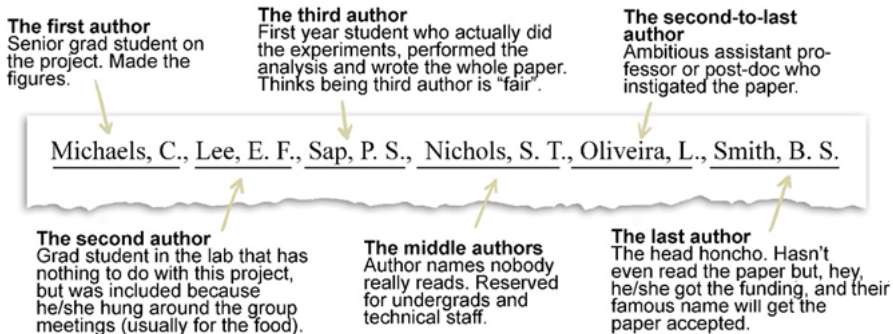 The first author
Senior grad student on
the project. Made the
figures.
The third author
First year student who actually did
the experiments, performed the
analysis and wrote the whole paper.
Thinks being third author is “fair”.
The second-to-last
author
Ambitious assistant pro-
fessor or post-doc who
instigated the paper.
Michaels, C., Lee, E. F., Sap, P. S., Nichols, S. T., Oliveira, L., Smith, B. S.
The second author
Grad student in the lab that has
nothing to do with this project,
but was included because
he/she hung around the group
meetings (usually for the food).
The middle authors
Author names nobody
really reads. Reserved
for undergrads and
technical staff.
The last author
The head honcho. Hasn’t
even read the paper but, hey,
he/she got the funding, and their
famous name will get the
paper accepted.